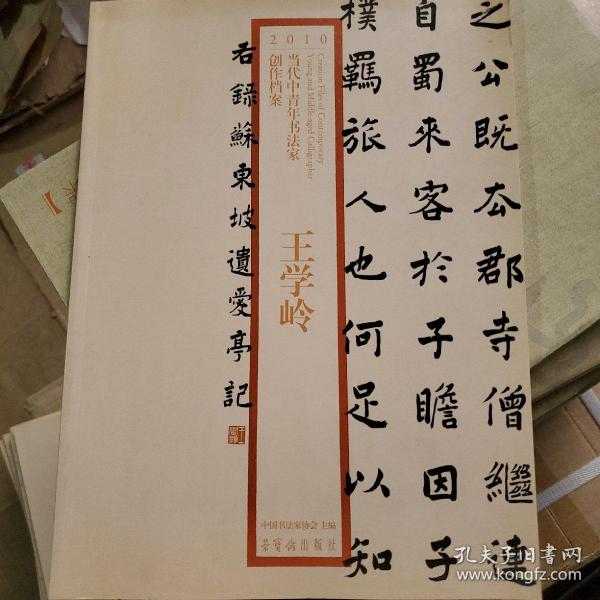 之公既去郡寺僧繼連
自蜀來客於子瞻因子
樸羈旅人也何足以知
2010
Creation Files of Contemporary
Young and Middle-aged Calligrapher
当代中青年书法家
创作档案
王学岭
中国书法家协会 主编
荣宝斋出版社
右録蘇東坡遺愛亭記
孔夫子旧书网
www.kongfz.com